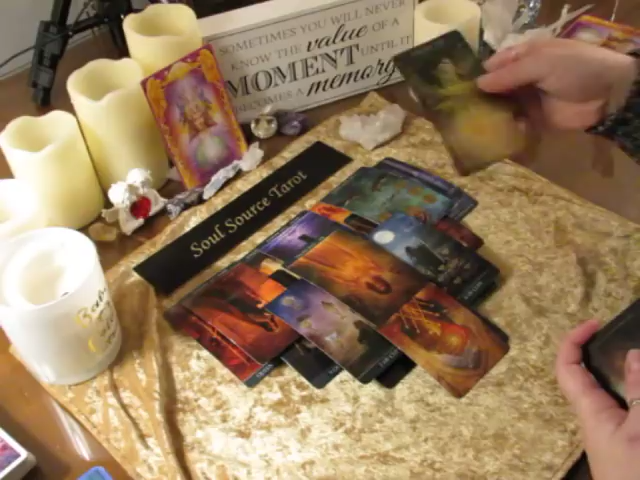 SOMETIMES YOU WILL NEVER
KNOW THE value OF A
MOMENT UNTIL IT
BECOMES A memory
Soul Source Tarot